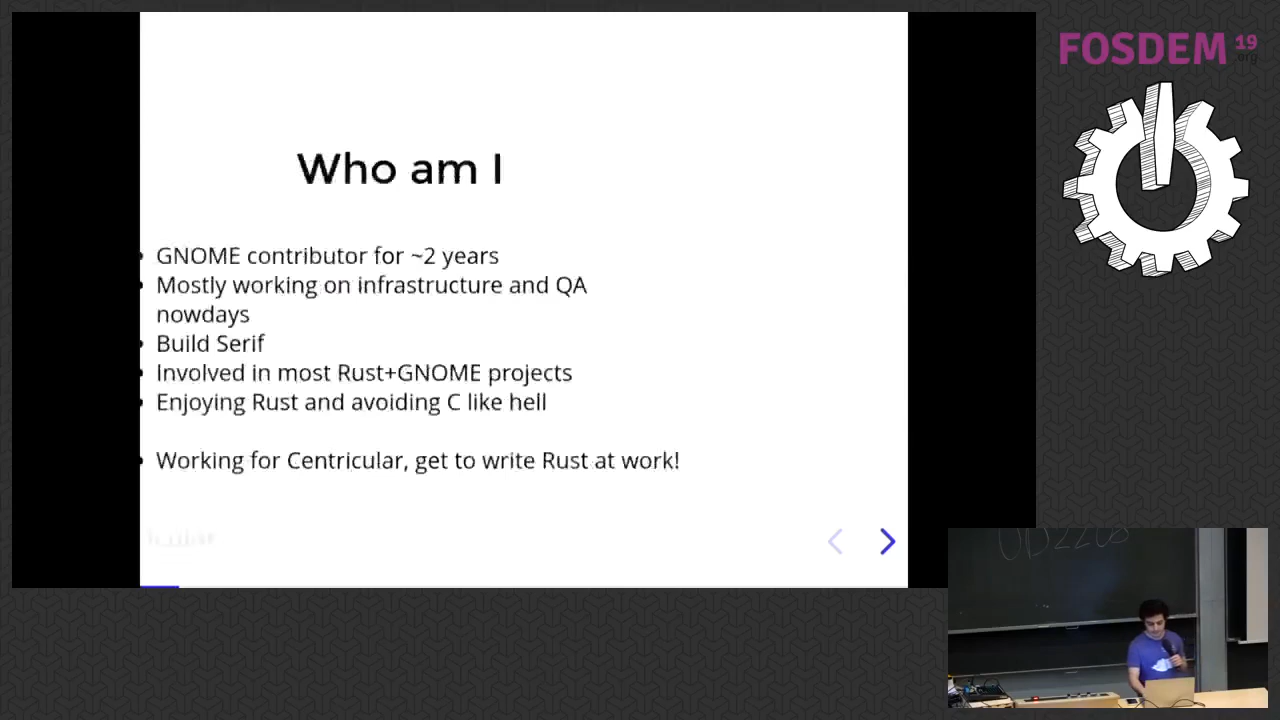 FOSDEM 19
.org
Who am I
GNOME contributor for ~2 years
Mostly working on infrastructure and QA
nowdays
Build Serif
Involved in most Rust+GNOME projects
Enjoying Rust and avoiding C like hell
Working for Centricular, get to write Rust at work!
UD2208